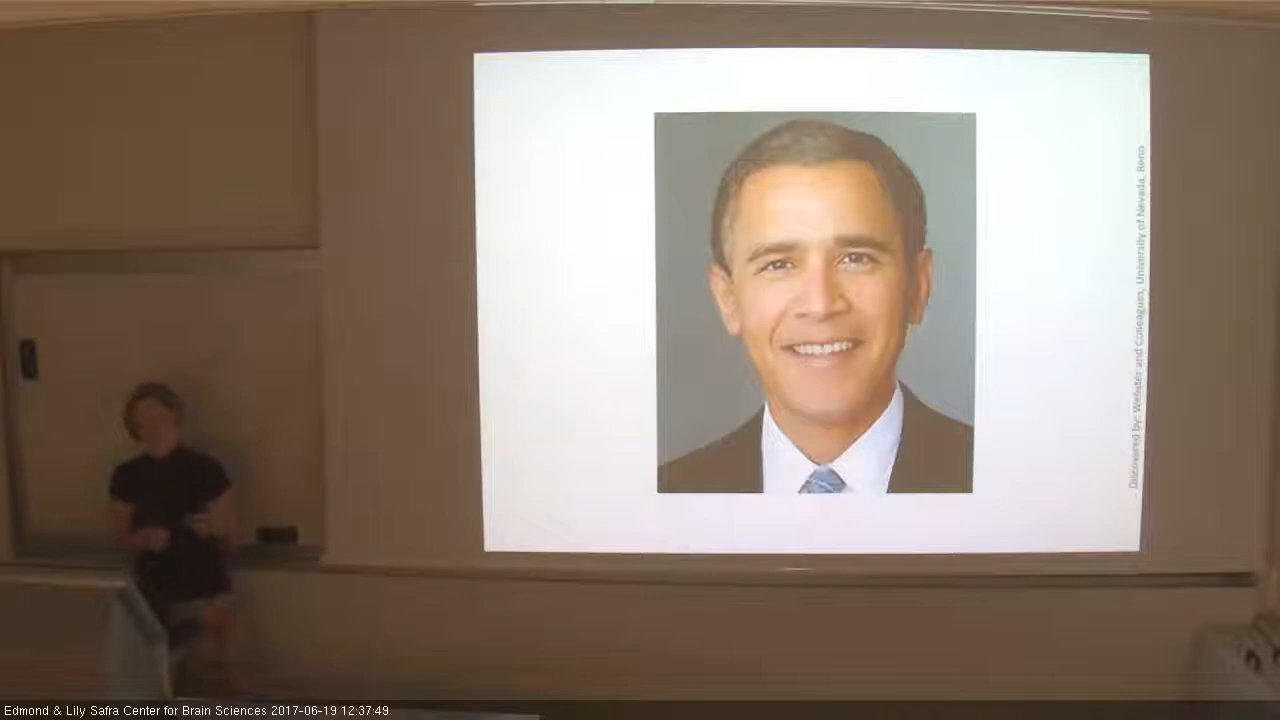 Discovered by: Webster and Colleagues, University of Nevada, Reno
Edmond & Lily Safra Center for Brain Sciences 2017-06-19 12:37:49